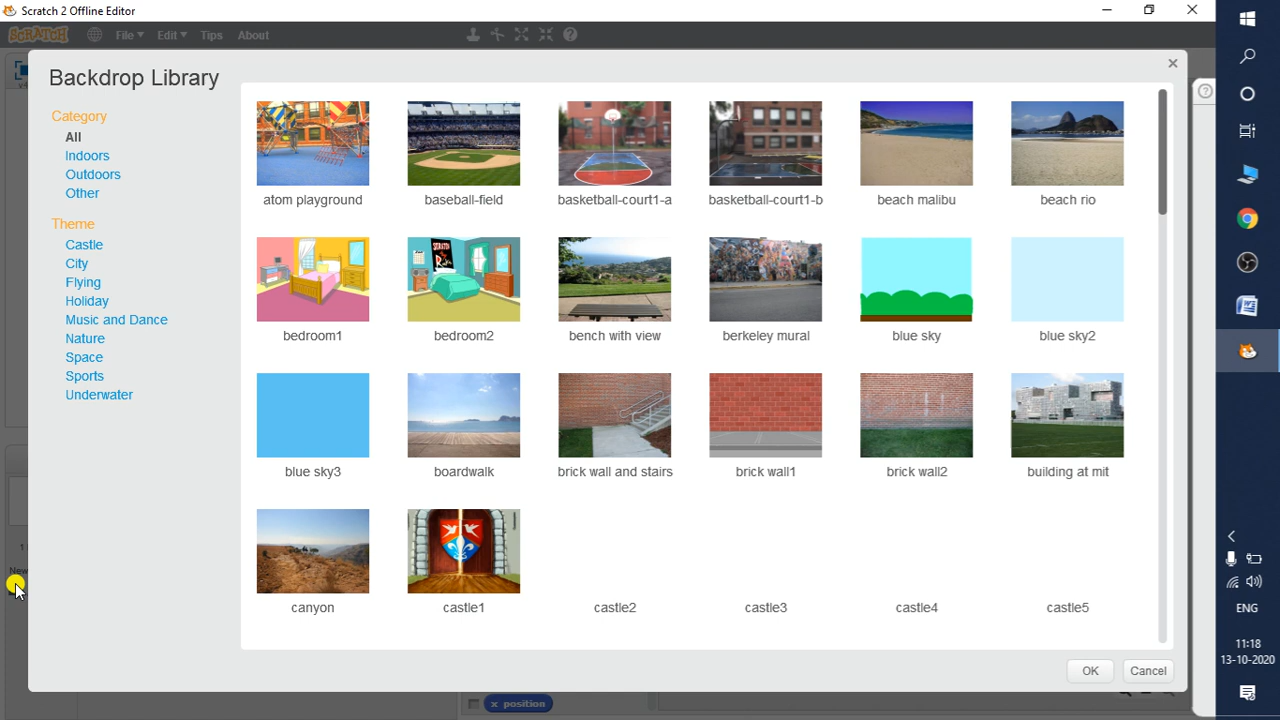 Scratch 2 Offline Editor
SCRATCH File Edit Tips About
Backdrop Library
Category
All
Indoors
Outdoors
Other
Theme
Castle
City
Flying
Holiday
Music and Dance
Nature
Space
Sports
Underwater
atom playground baseball-field basketball-court1-a basketball-court1-b beach malibu beach rio
bedroom1 bedroom2 bench with view berkeley mural blue sky blue sky2
blue sky3 boardwalk brick wall and stairs brick wall1 brick wall2 building at mit
canyon castle1 castle2 castle3 castle4 castle5
OK Cancel
New
x position
ENG
11:18
13-10-2020